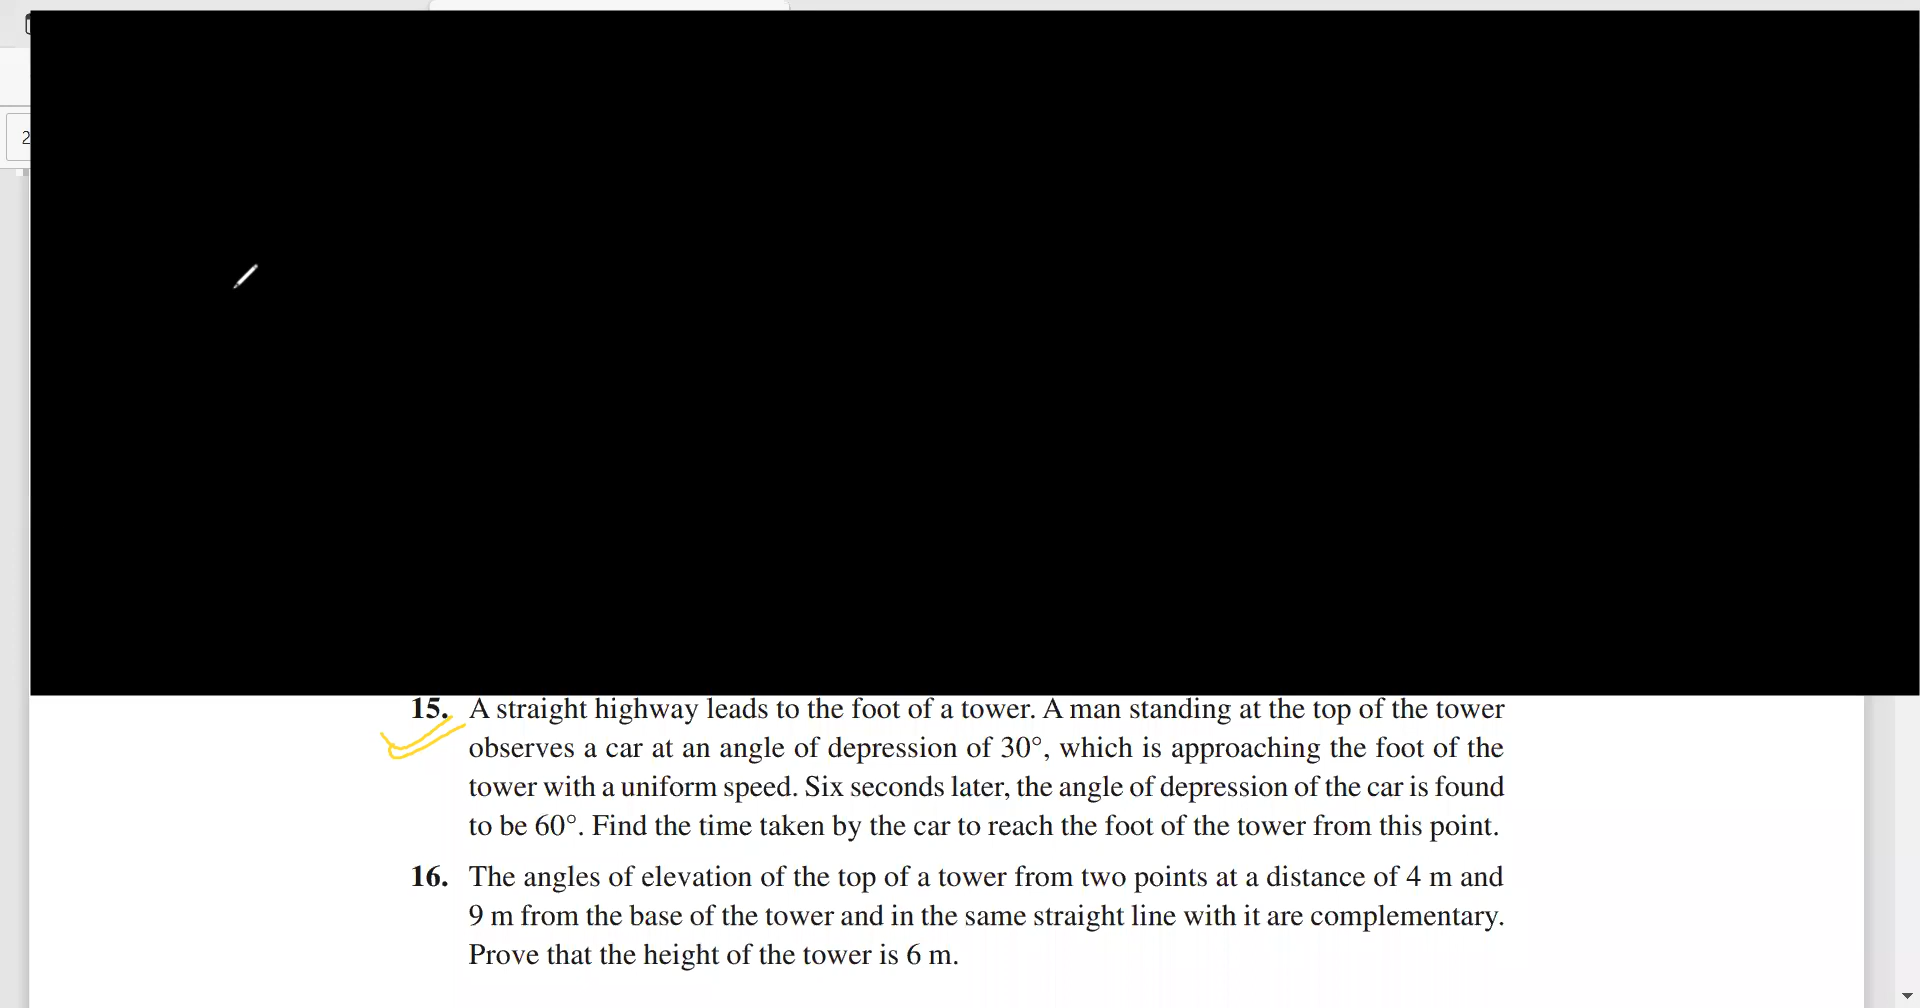 2
15. A straight highway leads to the foot of a tower. A man standing at the top of the tower
observes a car at an angle of depression of 30°, which is approaching the foot of the
tower with a uniform speed. Six seconds later, the angle of depression of the car is found
to be 60°. Find the time taken by the car to reach the foot of the tower from this point.
16. The angles of elevation of the top of a tower from two points at a distance of 4 m and
9 m from the base of the tower and in the same straight line with it are complementary.
Prove that the height of the tower is 6 m.